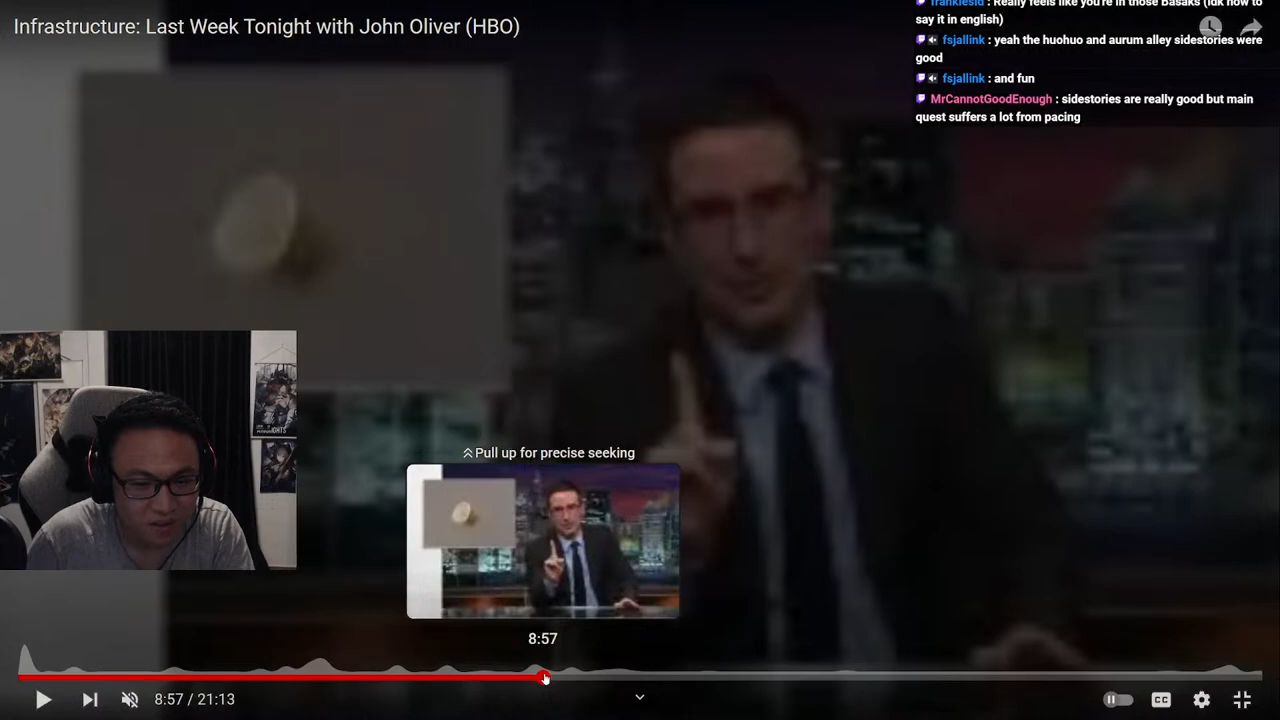 Infrastructure: Last Week Tonight with John Oliver (HBO)
frankiesid : Really feels like you're in those Basaks (idk how to
say it in english)
fsjallink : yeah the huohuo and aurum alley sidestories were
good
fsjallink : and fun
MrCannotGoodEnough : sidestories are really good but main
quest suffers a lot from pacing
Pull up for precise seeking
8:57
8:57 / 21:13
CC